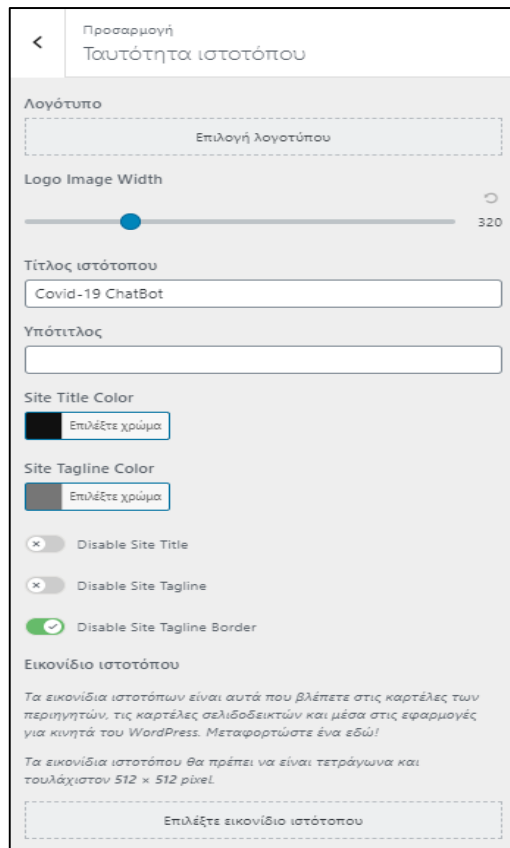 Προσαρμογή
Ταυτότητα ιστοτόπου
Λογότυπο
Επιλογή λογοτύπου
Logo Image Width
320
Τίτλος ιστότοπου
Covid-19 ChatBot
Υπότιτλος
Site Title Color
Επιλέξτε χρώμα
Site Tagline Color
Επιλέξτε χρώμα
Disable Site Title
Disable Site Tagline
Disable Site Tagline Border
Εικονίδιο ιστοτόπου
Τα εικονίδια ιστοτόπων είναι αυτά που βλέπετε στις καρτέλες των
περιηγητών, τις καρτέλες σελιδοδεικτών και μέσα στις εφαρμογές
για κινητά του WordPress. Μεταφορτώστε ένα εδώ!
Τα εικονίδια ιστοτόπου θα πρέπει να είναι τετράγωνα και
τουλάχιστον 512 × 512 pixel.
Επιλέξτε εικονίδιο ιστότοπου